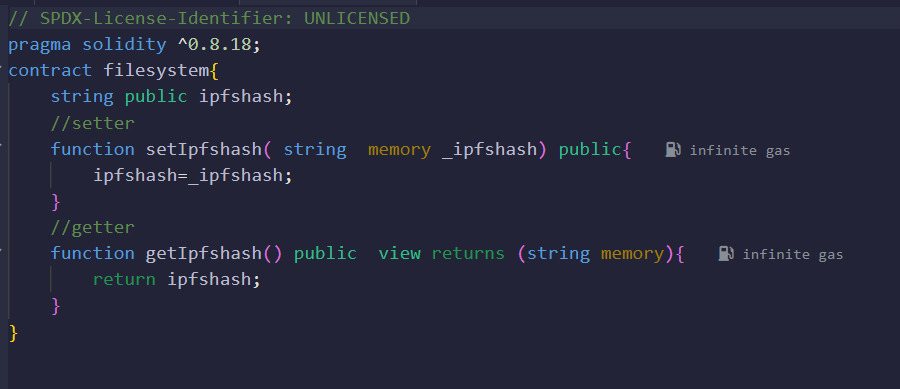 // SPDX-License-Identifier: UNLICENSED
pragma solidity ^0.8.18;
contract filesystem{
    string public ipfshash;
    //setter
    function setIpfshash( string  memory _ipfshash) public{    infinite gas
        ipfshash=_ipfshash;
    }
    //getter
    function getIpfshash() public  view returns (string memory){    infinite gas
        return ipfshash;
    }
}